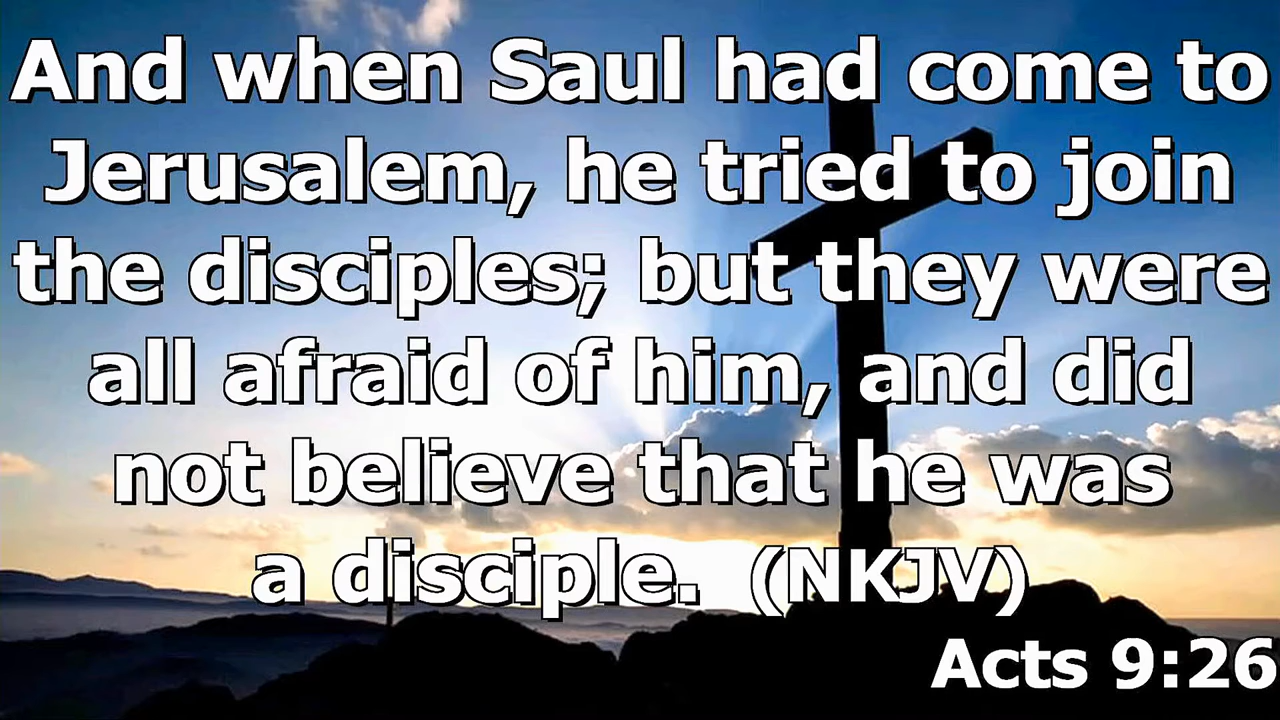 And when Saul had come to
Jerusalem, he tried to join
the disciples; but they were
all afraid of him, and did
not believe that he was
a disciple. (NKJV)
Acts 9:26